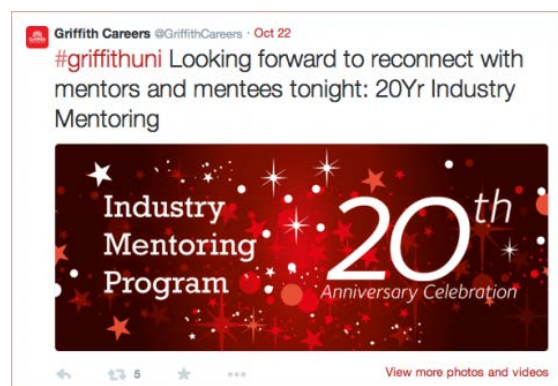 Griffith Careers @GriffithCareers · Oct 22
#griffithuni Looking forward to reconnect with
mentors and mentees tonight: 20Yr Industry
Mentoring
Industry
Mentoring
Program
20th
Anniversary Celebration
5
View more photos and videos